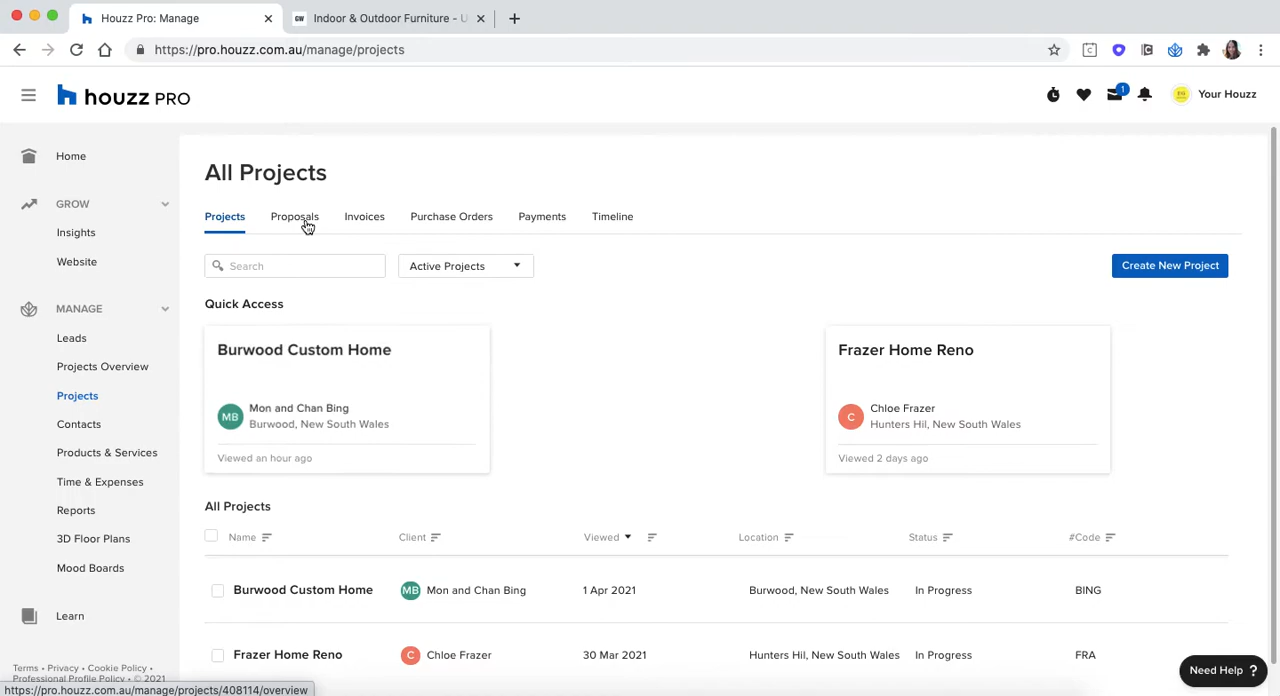 Houzz Pro: Manage
GW
Indoor & Outdoor Furniture - U
https://pro.houzz.com.au/manage/projects
houzz PRO
1
Your Houzz
Home
GROW
Insights
Website
MANAGE
Leads
Projects Overview
Projects
Contacts
Products & Services
Time & Expenses
Reports
3D Floor Plans
Mood Boards
Learn
Terms • Privacy • Cookie Policy •
Professional Profile Policy • © 2021
All Projects
Projects Proposals Invoices Purchase Orders Payments Timeline
Search
Active Projects
Create New Project
Quick Access
Burwood Custom Home
MB
Mon and Chan Bing
Burwood, New South Wales
Viewed an hour ago
Frazer Home Reno
C
Chloe Frazer
Hunters Hil, New South Wales
Viewed 2 days ago
All Projects
Name Client Viewed Location Status #Code
Burwood Custom Home MB Mon and Chan Bing 1 Apr 2021 Burwood, New South Wales In Progress BING
Frazer Home Reno C Chloe Frazer 30 Mar 2021 Hunters Hil, New South Wales In Progress FRA
Need Help ?
https://pro.houzz.com.au/manage/projects/408114/overview